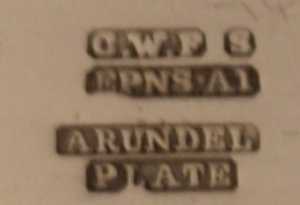 G.W.F S
EPNS·A1
ARUNDEL
PLATE